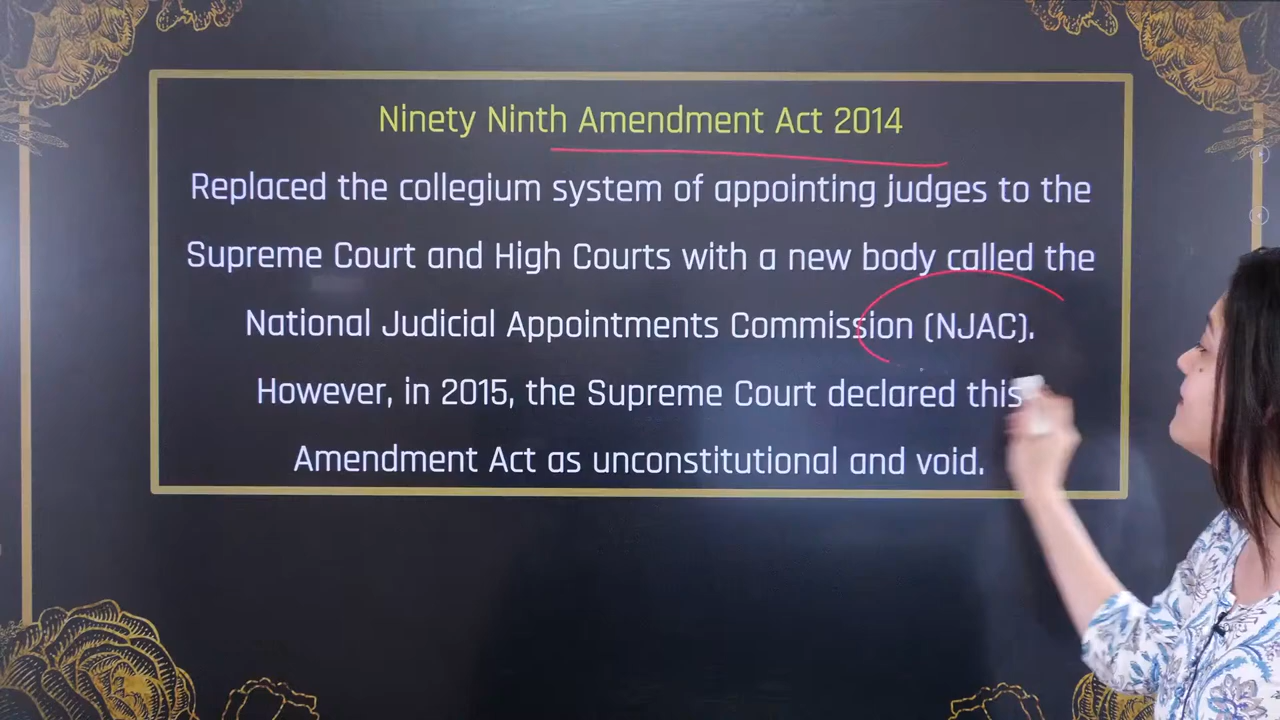 Ninety Ninth Amendment Act 2014
Replaced the collegium system of appointing judges to the
Supreme Court and High Courts with a new body called the
National Judicial Appointments Commission (NJAC).
However, in 2015, the Supreme Court declared this
Amendment Act as unconstitutional and void.